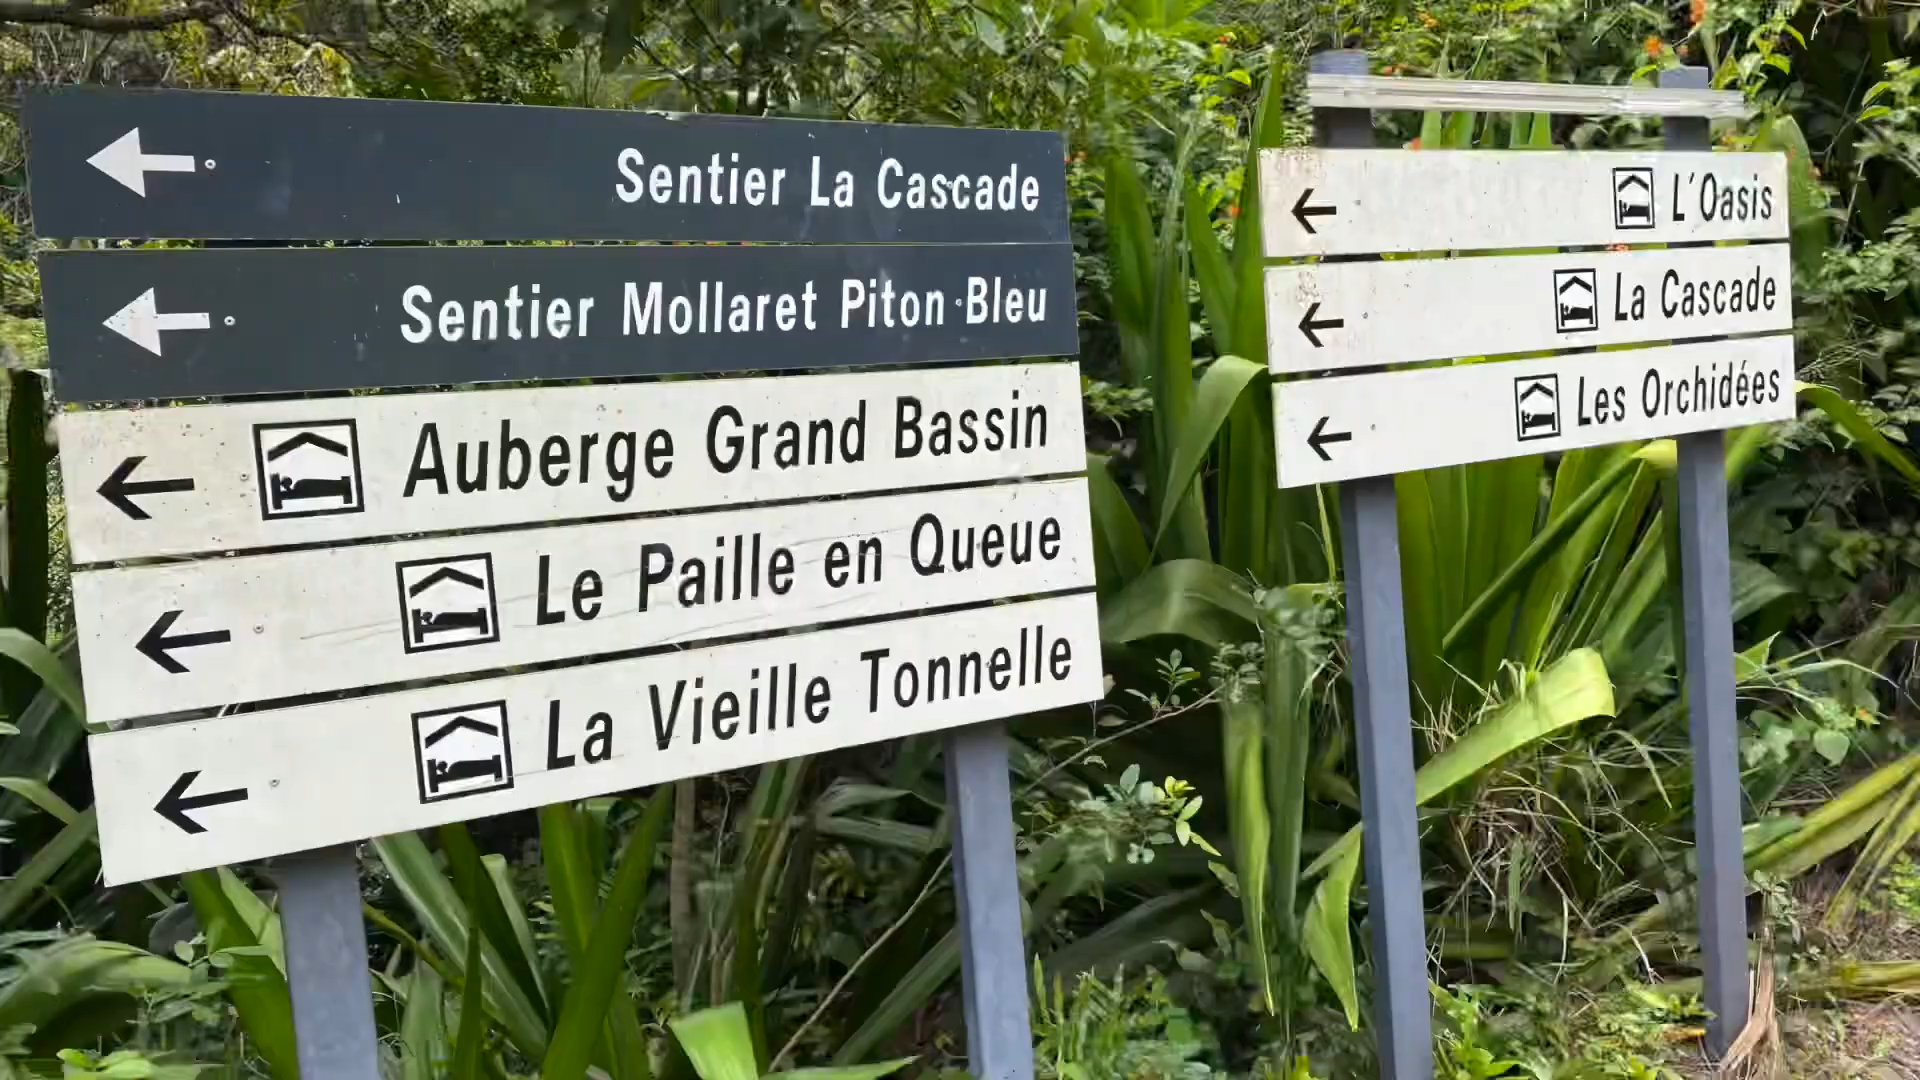 Sentier La Cascade
Sentier Mollaret Piton Bleu
Auberge Grand Bassin
Le Paille en Queue
La Vieille Tonnelle
L'Oasis
La Cascade
Les Orchidées